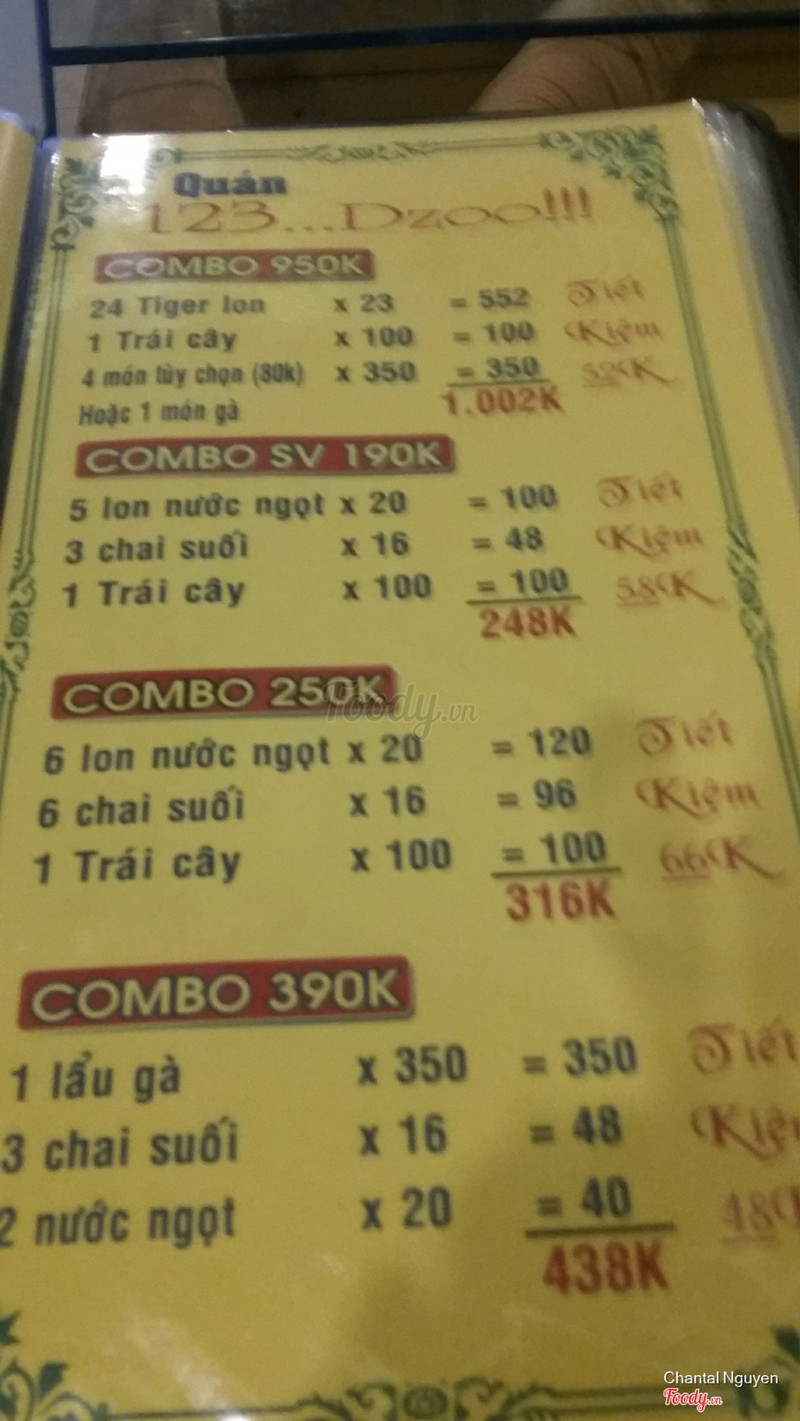 Quán
123...Dzoo!!!
COMBO 950K
24 Tiger lon x 23 = 552 Tiết
1 Trái cây x 100 = 100 Kiệm
4 món tùy chọn (80k) x 350 = 350 52K
Hoặc 1 món gà 1.002K
COMBO SV 190K
5 lon nước ngọt x 20 = 100 Tiết
3 chai suối x 16 = 48 Kiệm
1 Trái cây x 100 = 100 58K
248K
COMBO 250K
Foody.vn
6 lon nước ngọt x 20 = 120 Tiết
6 chai suối x 16 = 96 Kiệm
1 Trái cây x 100 = 100 66K
316K
COMBO 390K
1 lẩu gà x 350 = 350 Tiết
3 chai suối x 16 = 48 Kiệ
2 nước ngọt x 20 = 40 48
438K
Chantal Nguyen
Foody.vn